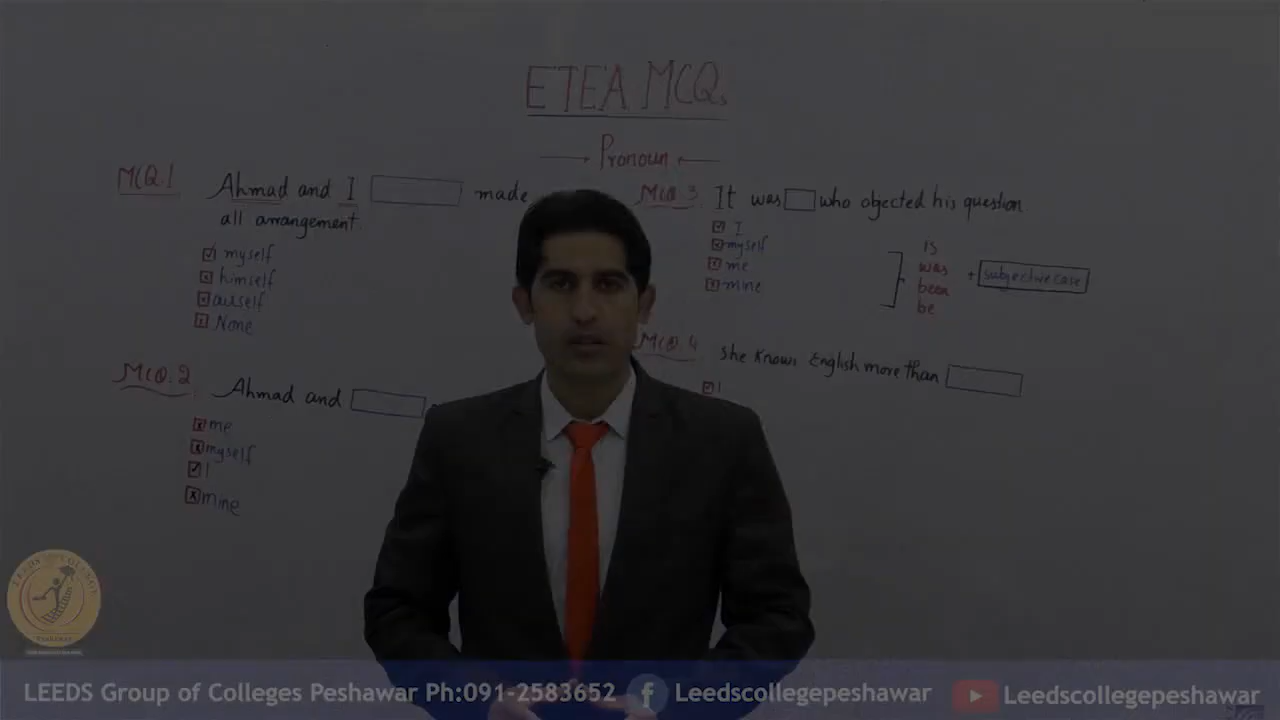 ETEA MCQs
Pronoun
MCQ.1 Ahmad and I made
all arrangement.
myself
himself
ourself
None
MCQ.2 Ahmad and
me
myself
I
mine
MCQ.3 It was who objected his question
I
myself
me
mine
is
was
been
be
+ subjective case
MCQ.4 She knows English more than
I
LEEDS Group of Colleges Peshawar Ph:091-2583652 f Leedscollegepeshawar Leedscollegepeshawar